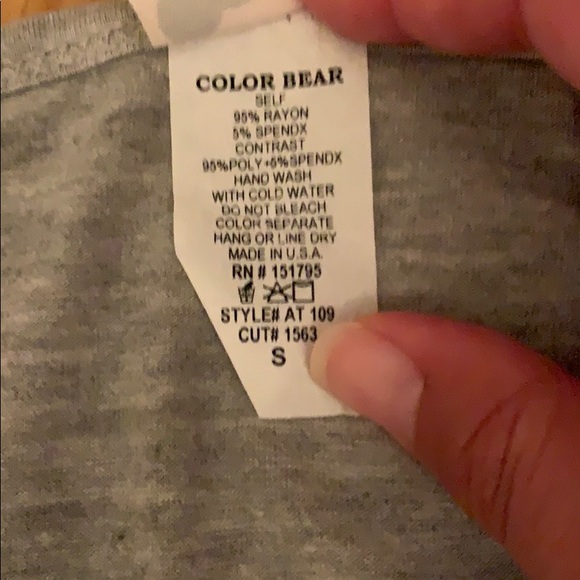 COLOR BEAR
SELF
95% RAYON
5% SPENDX
CONTRAST
95%POLY+5%SPENDX
HAND WASH
WITH COLD WATER
DO NOT BLEACH
COLOR SEPARATE
HANG OR LINE DRY
MADE IN U.S.A.
RN # 151795
STYLE# AT 109
CUT# 1563
S